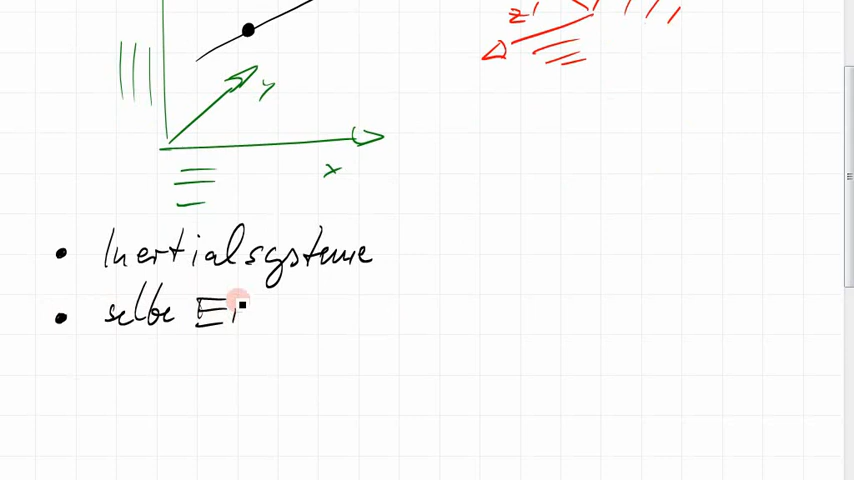 z'
y
x
• Inertialsysteme
• selbe Ei